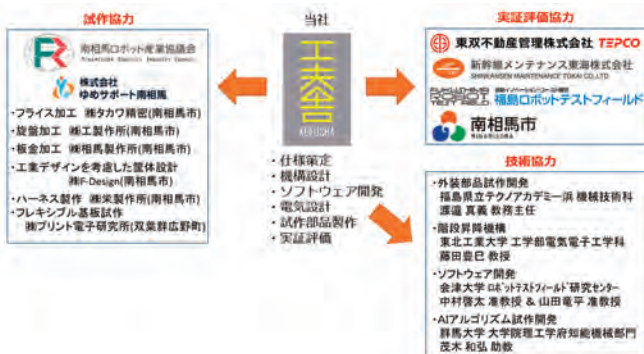 試作協力
南相馬ロボット産業協議会
株式会社
ゆめサポート南相馬
・フライス加工 ㈱タカワ精密(南相馬市)
・旋盤加工 ㈱工製作所(南相馬市)
・板金加工 ㈱相馬製作所(南相馬市)
・工業デザインを考慮した筐体設計
㈱F-Design(南相馬市)
・ハーネス製作 ㈱米製作所(南相馬市)
・フレキシブル基板試作
㈱プリント電子研究所(双葉群広野町)
当社
工夫舎
KUFUSHA
・仕様策定
・機構設計
・ソフトウェア開発
・電気設計
・試作部品製作
・実証評価
実証評価協力
東双不動産管理株式会社 TEPCO
新幹線メンテナンス東海株式会社
SHINKANSEN MAINTENANCE TOKAI CO.,LTD
福島ロボットテストフィールド
南相馬市
MINAMISOMA
技術協力
・外装部品試作開発
福島県立テクノアカデミー浜 機械技術科
渡邉 真義 教務主任
・階段昇降機構
東北工業大学 工学部電気電子工学科
藤田豊巳 教授
・ソフトウェア開発
会津大学 ロボットテストフィールド研究センター
中村啓太 准教授 & 山田竜平 准教授
・AIアルゴリズム試作開発
群馬大学 大学院理工学府知能機械部門
茂木 和弘 助教